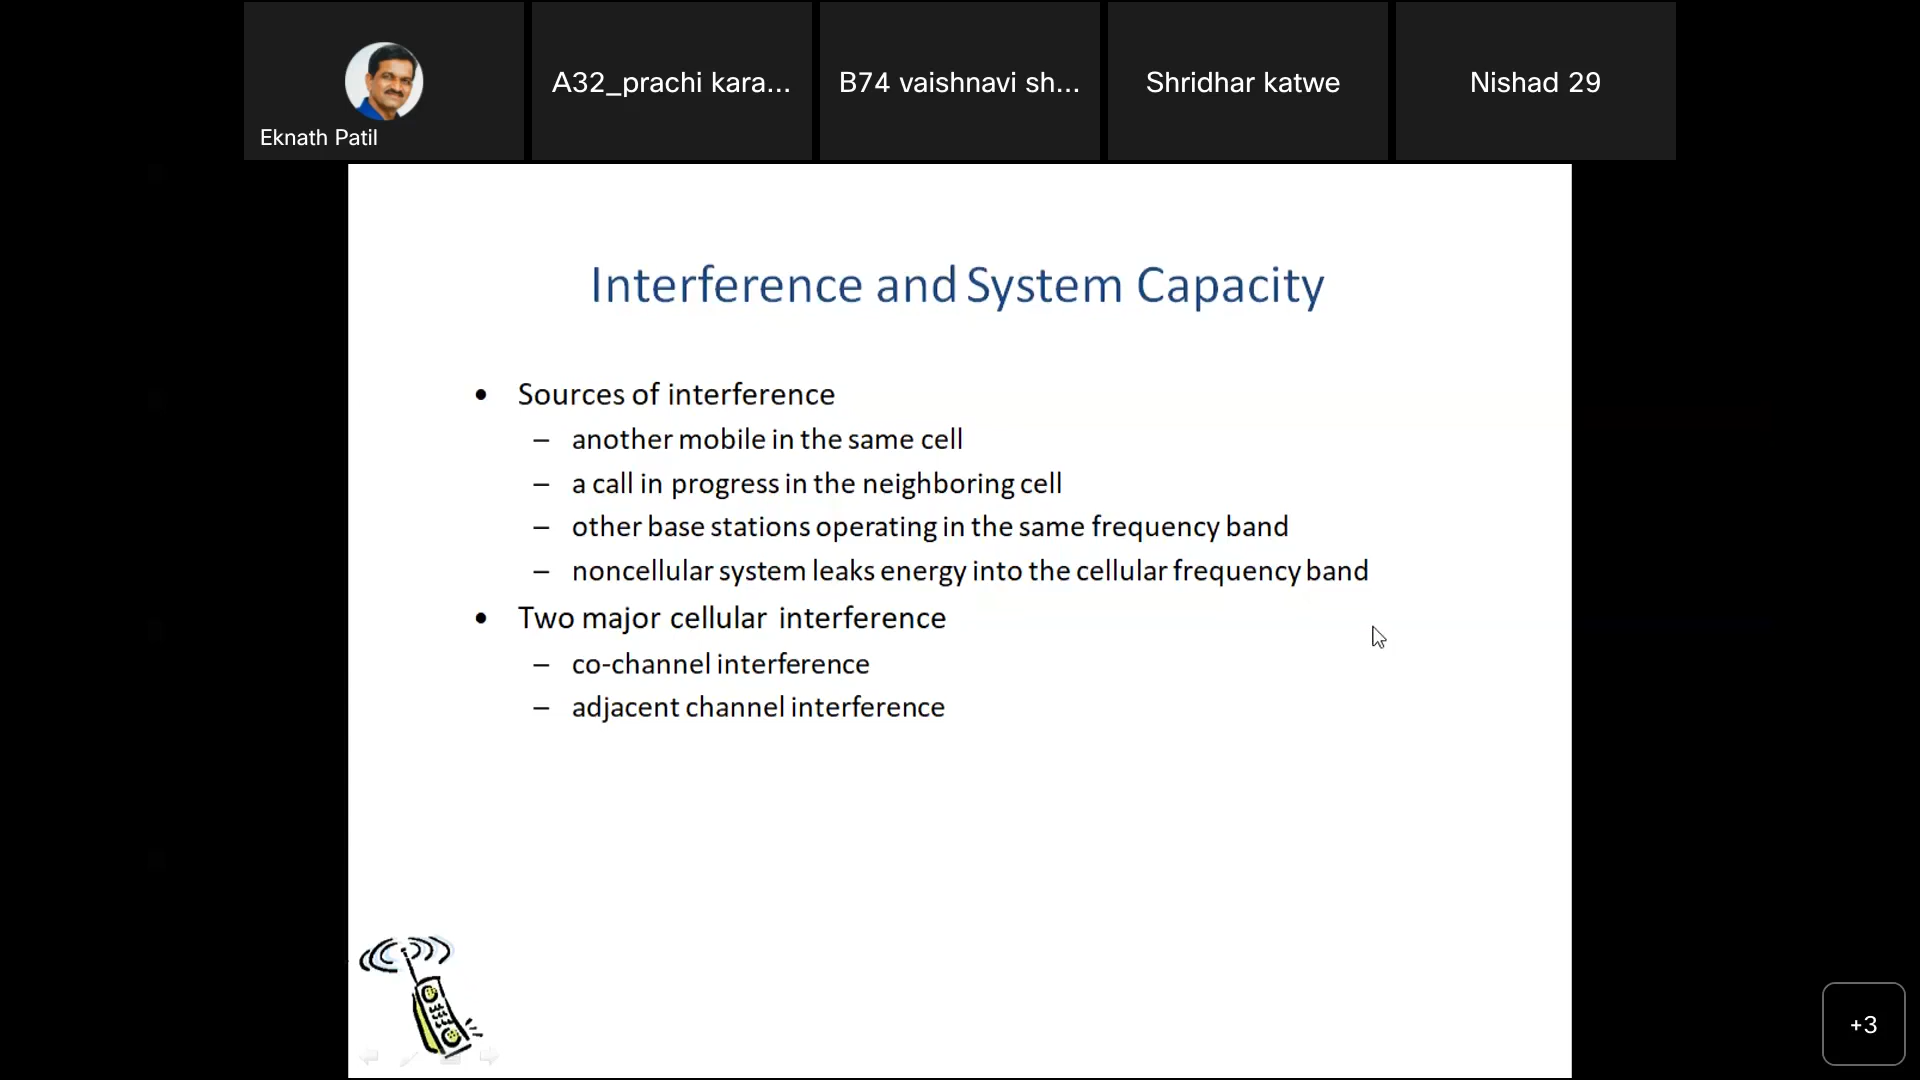 A32_prachi kara...
B74 vaishnavi sh...
Shridhar katwe
Nishad 29
Eknath Patil
Interference and System Capacity
• Sources of interference
– another mobile in the same cell
– a call in progress in the neighboring cell
– other base stations operating in the same frequency band
– noncellular system leaks energy into the cellular frequency band
• Two major cellular interference
– co-channel interference
– adjacent channel interference
+3